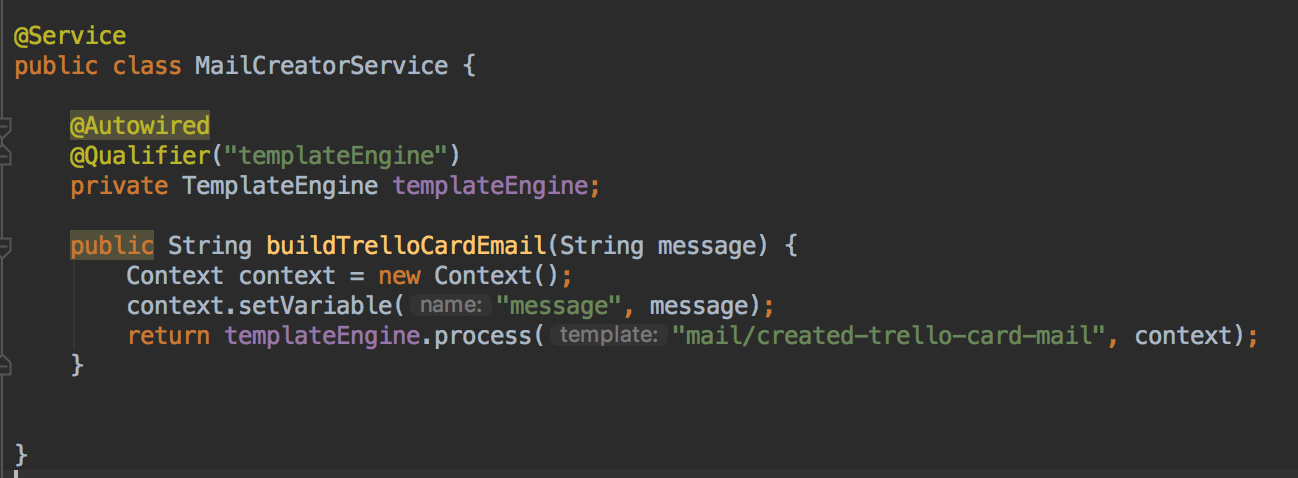 @Service
public class MailCreatorService {
@Autowired
@Qualifier("templateEngine")
private TemplateEngine templateEngine;
public String buildTrelloCardEmail(String message) {
Context context = new Context();
context.setVariable( name: "message", message);
return templateEngine.process( template: "mail/created-trello-card-mail", context);
}
}